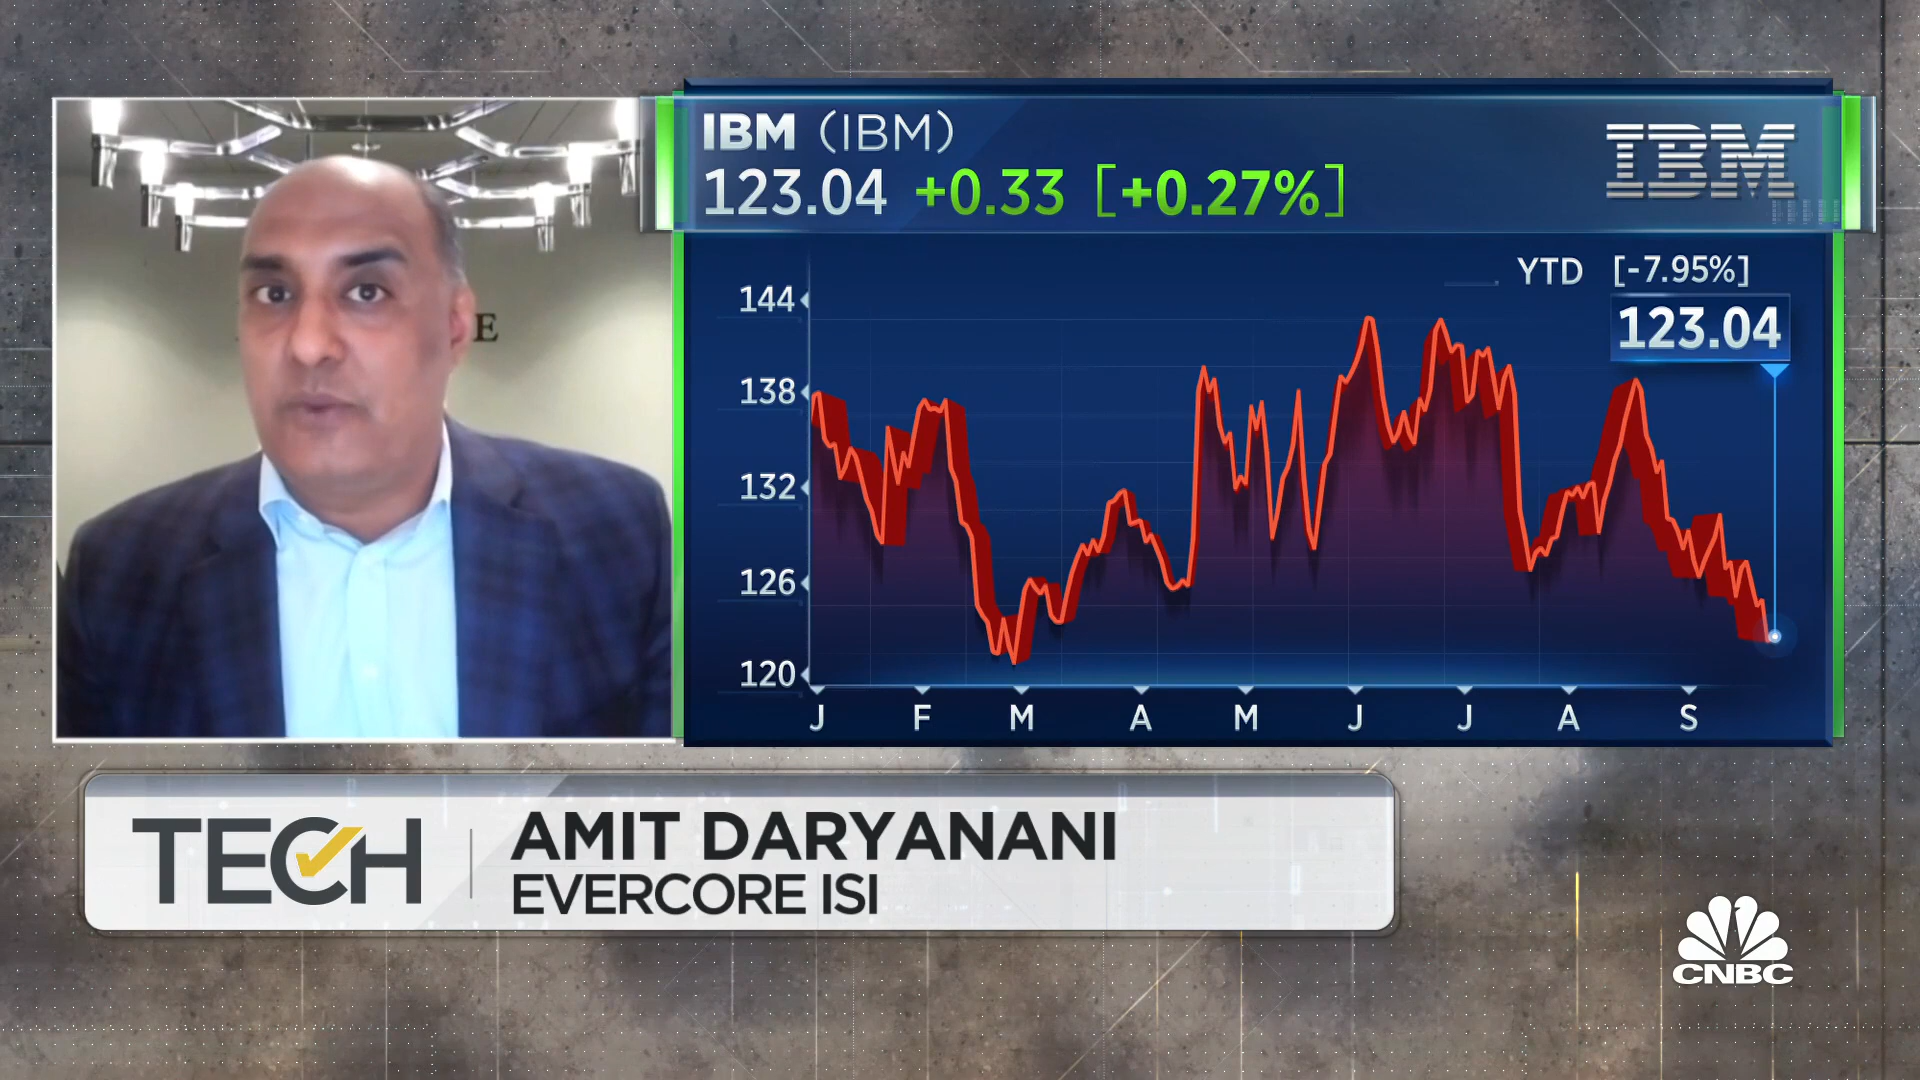 E
IBM (IBM)
123.04 +0.33 [+0.27%]
IBM
YTD [-7.95%]
123.04
144
138
132
126
120
J F M A M J J A S
TECH
AMIT DARYANANI
EVERCORE ISI
CNBC